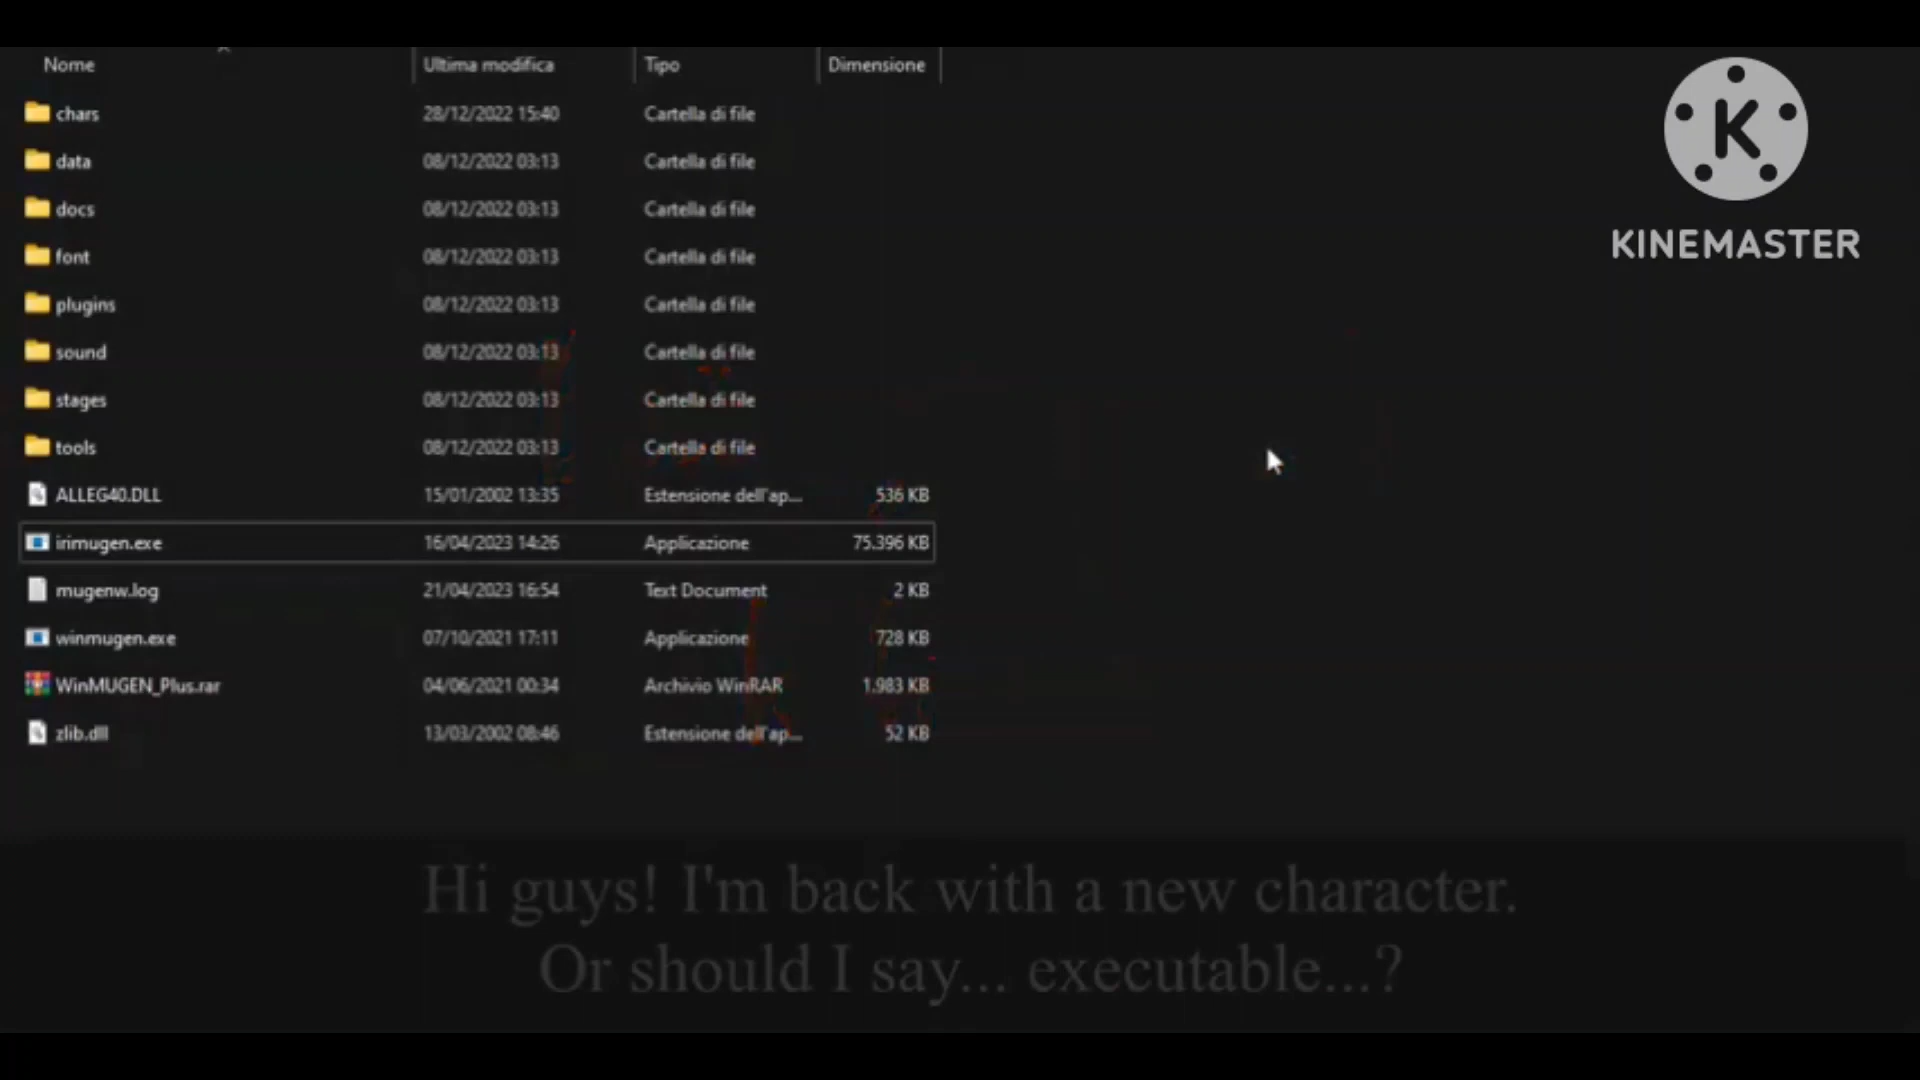 Nome Ultima modifica Tipo Dimensione
K
KINEMASTER
chars 28/12/2022 15:40 Cartella di file
data 08/12/2022 03:13 Cartella di file
docs 08/12/2022 03:13 Cartella di file
font 08/12/2022 03:13 Cartella di file
plugins 08/12/2022 03:13 Cartella di file
sound 08/12/2022 03:13 Cartella di file
stages 08/12/2022 03:13 Cartella di file
tools 08/12/2022 03:13 Cartella di file
ALLEG40.DLL 15/01/2002 13:35 Estensione dell'ap... 536 KB
irimugen.exe 16/04/2023 14:26 Applicazione 75.396 KB
mugenw.log 21/04/2023 16:54 Text Document 2 KB
winmugen.exe 07/10/2021 17:11 Applicazione 728 KB
WinMUGEN_Plus.rar 04/06/2021 00:34 Archivio WinRAR 1.983 KB
zlib.dll 13/03/2002 08:46 Estensione dell'ap... 52 KB
Hi guys! I'm back with a new character.
Or should I say... executable...?